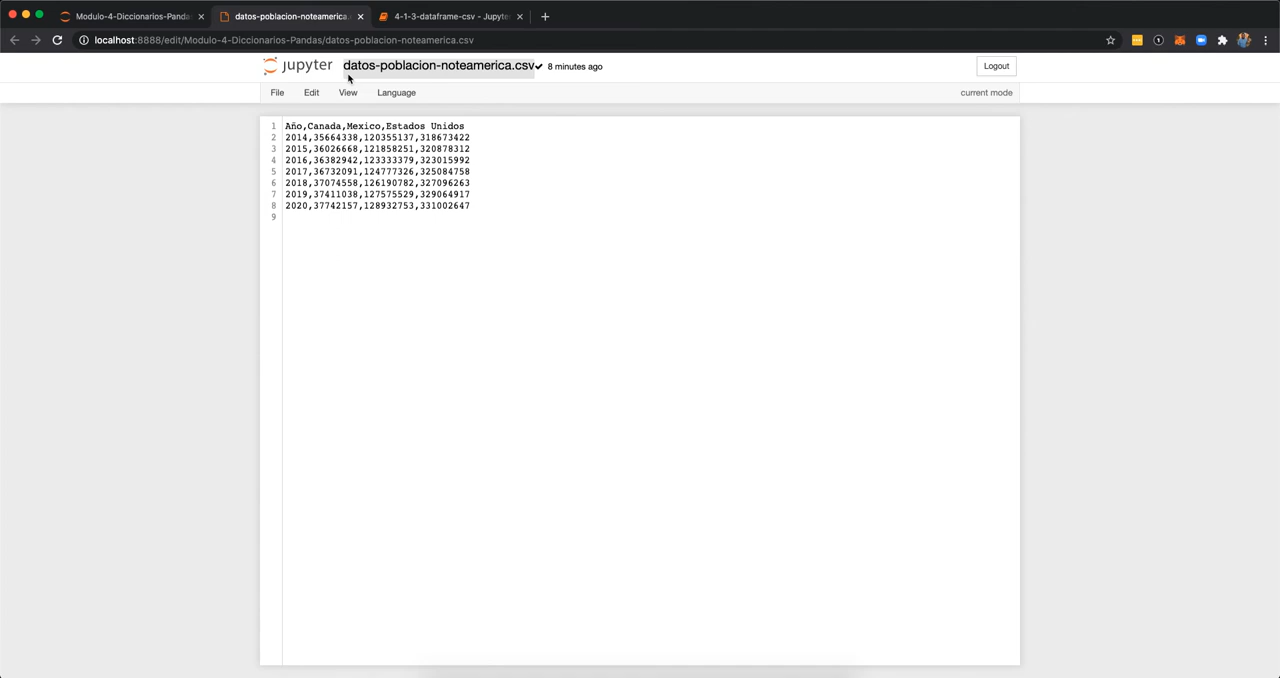 Modulo-4-Diccionarios-Pandas
datos-poblacion-noteamerica.
4-1-3-dataframe-csv - Jupyte
localhost:8888/edit/Modulo-4-Diccionarios-Pandas/datos-poblacion-noteamerica.csv
jupyter datos-poblacion-noteamerica.csv 8 minutes ago Logout
File Edit View Language current mode
1 Año,Canada,Mexico,Estados Unidos
2 2014,35664338,120355137,318673422
3 2015,36026668,121858251,320878312
4 2016,36382942,123333379,323015992
5 2017,36732091,124777326,325084758
6 2018,37074558,126190782,327096263
7 2019,37411038,127575529,329064917
8 2020,37742157,128932753,331002647
9